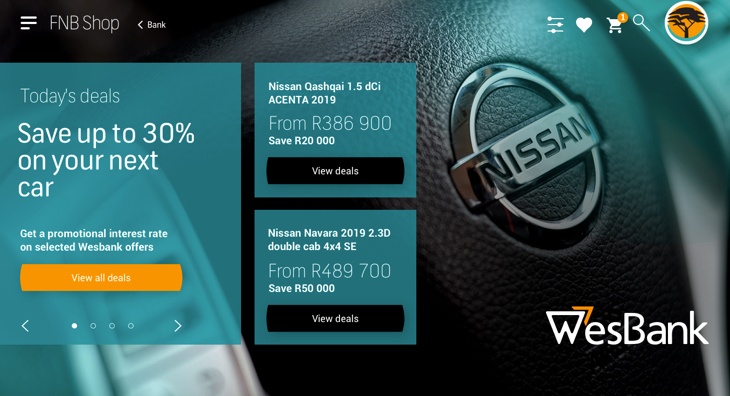 FNB Shop
Bank
1
Today's deals
Save up to 30%
on your next
car
Get a promotional interest rate
on selected Wesbank offers
View all deals
Nissan Qashqai 1.5 dCi
ACENTA 2019
From R386 900
Save R20 000
View deals
Nissan Navara 2019 2.3D
double cab 4x4 SE
From R489 700
Save R50 000
View deals
NISSAN
WesBank